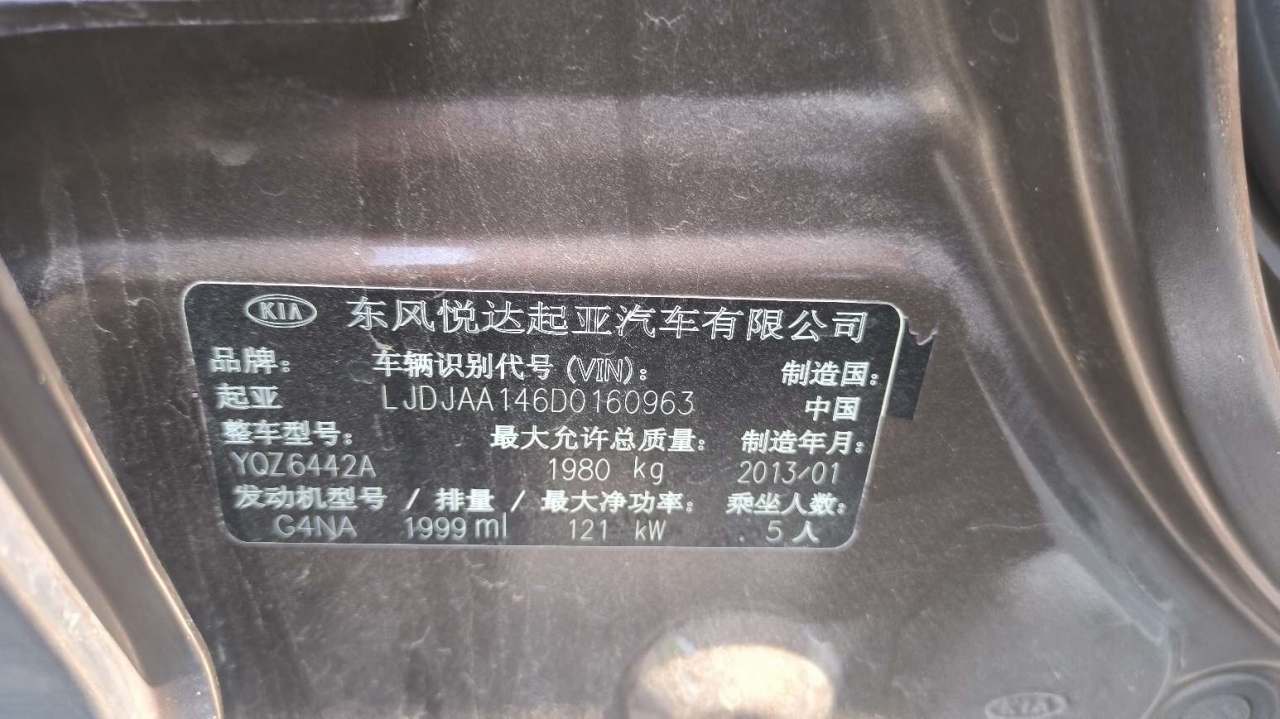 KIA 东风悦达起亚汽车有限公司
品牌: 车辆识别代号(VIN): 制造国:
起亚 LJDJAA146D0160963 中国
整车型号: 最大允许总质量: 制造年月:
YQZ6442A 1980 kg 2013/01
发动机型号 / 排量 / 最大净功率: 乘坐人数:
G4NA 1999ml 121 kW 5人
KIA